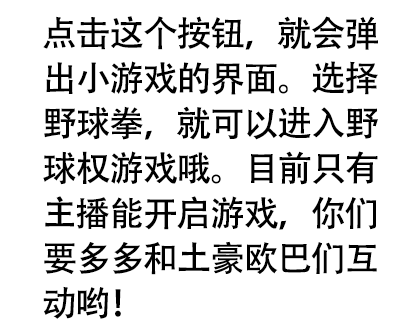 点击这个按钮，就会弹
出小游戏的界面。选择
野球拳，就可以进入野
球权游戏哦。目前只有
主播能开启游戏，你们
要多多和土豪欧巴们互
动哟！